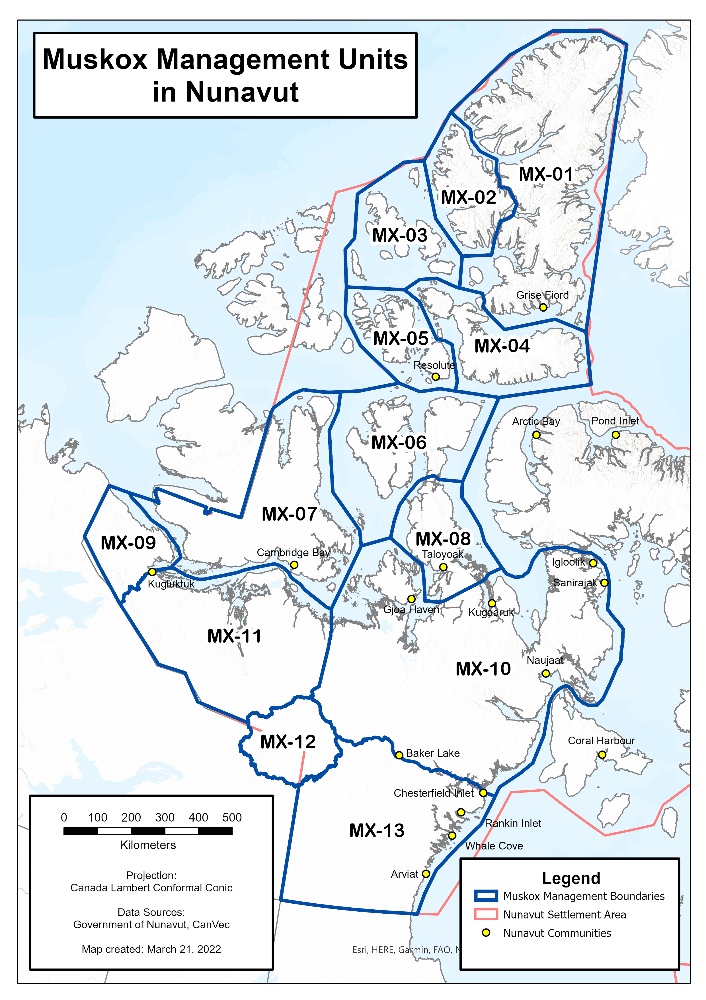 Muskox Management Units
in Nunavut
MX-01
MX-02
MX-03
Grise Fiord
MX-05
MX-04
Resolute
Arctic Bay
Pond Inlet
MX-06
MX-07
MX-08
MX-09
Cambridge Bay
Taloyoak
Igloolik
Kugluktuk
Sanirajak
Gjoa Haven
Kugaaruk
MX-11
Naujaat
MX-10
MX-12
Coral Harbour
Baker Lake
Chesterfield Inlet
MX-13
Rankin Inlet
Whale Cove
Arviat
0 100 200 300 400 500
Kilometers
Projection:
Canada Lambert Conformal Conic
Data Sources:
Government of Nunavut, CanVec
Map created: March 21, 2022
Legend
Muskox Management Boundaries
Nunavut Settlement Area
Nunavut Communities
Esri, HERE, Garmin, FAO,